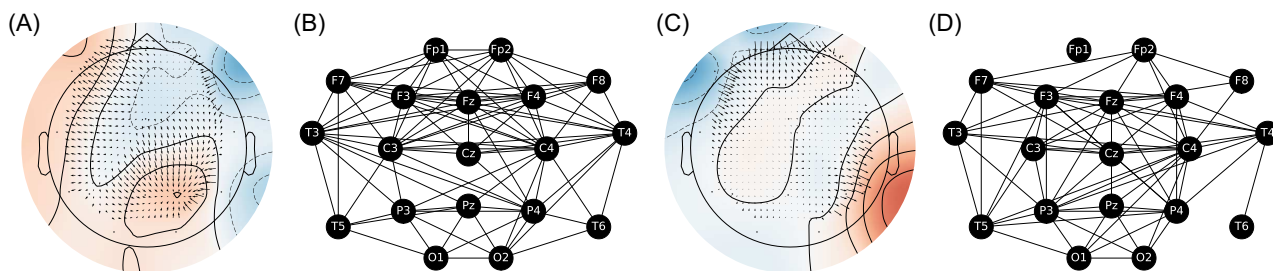 (A) (B) (C) (D)
Fp1 Fp2 Fp1 Fp2
F7 F8 F7 F8
F3 Fz F4 F3 Fz F4
T3 T4 T3 T4
C3 Cz C4 C3 Cz C4
P3 Pz P4 P3 Pz P4
T5 T6 T5 T6
O1 O2 O1 O2